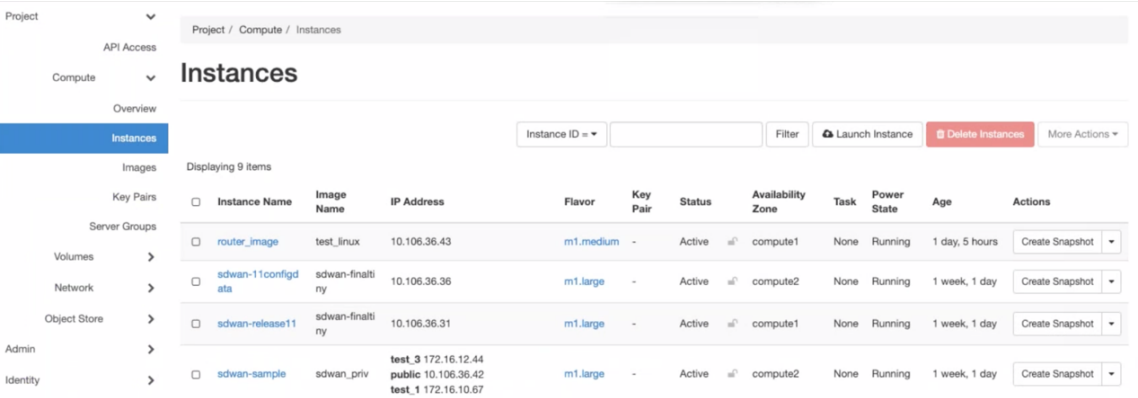 Project
API Access
Compute
Overview
Instances
Images
Key Pairs
Server Groups
Volumes
Network
Object Store
Admin
Identity
Project / Compute / Instances
Instances
Instance ID = Filter Launch Instance Delete Instances More Actions
Displaying 9 items
Instance Name Image Name IP Address Flavor Key Pair Status Availability Zone Task Power State Age Actions
router_image test_linux 10.106.36.43 m1.medium - Active compute1 None Running 1 day, 5 hours Create Snapshot
sdwan-11configdata sdwan-finaltiny 10.106.36.36 m1.large - Active compute2 None Running 1 week, 1 day Create Snapshot
sdwan-release11 sdwan-finaltiny 10.106.36.31 m1.large - Active compute1 None Running 1 week, 1 day Create Snapshot
test_3 172.16.12.44
sdwan-sample sdwan_priv public 10.106.36.42 m1.large - Active compute2 None Running 1 week, 1 day Create Snapshot
test_1 172.16.10.67